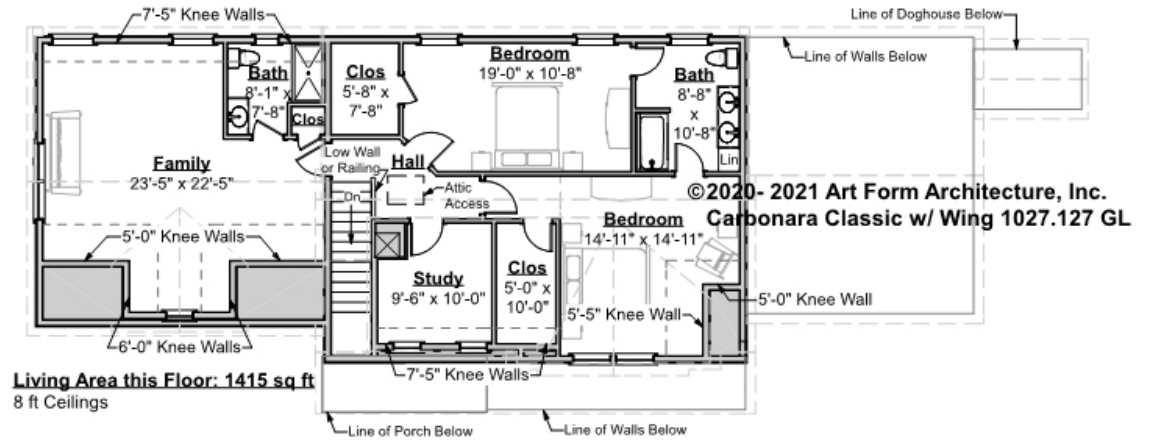 7'-5" Knee Walls
Line of Doghouse Below
Line of Walls Below
Bath
8'-1" x
7'-8"
Clos
Clos
5'-8" x
7'-8"
Bedroom
19'-0" x 10'-8"
Bath
8'-8"
x
10'-8"
Lin
Family
23'-5" x 22'-5"
Low Wall
or Railing
Hall
Dn
Attic
Access
©2020- 2021 Art Form Architecture, Inc.
Carbonara Classic w/ Wing 1027.127 GL
Bedroom
14'-11" x 14'-11"
5'-0" Knee Walls
Study
9'-6" x 10'-0"
Clos
5'-0" x
10'-0"
5'-0" Knee Wall
5'-5" Knee Wall
6'-0" Knee Walls
7'-5" Knee Walls
Living Area this Floor: 1415 sq ft
8 ft Ceilings
Line of Porch Below
Line of Walls Below